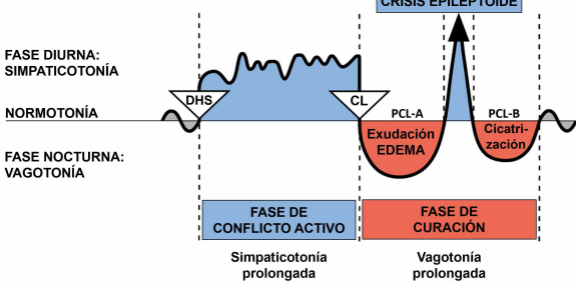 CRISIS EPILEPTOIDE
FASE DIURNA:
SIMPATICOTONÍA
DHS
CL
NORMOTONÍA
PCL-A
PCL-B
Exudación
EDEMA
Cicatri-
zación
FASE NOCTURNA:
VAGOTONÍA
FASE DE
CONFLICTO ACTIVO
FASE DE
CURACIÓN
Simpaticotonía
prolongada
Vagotonía
prolongada